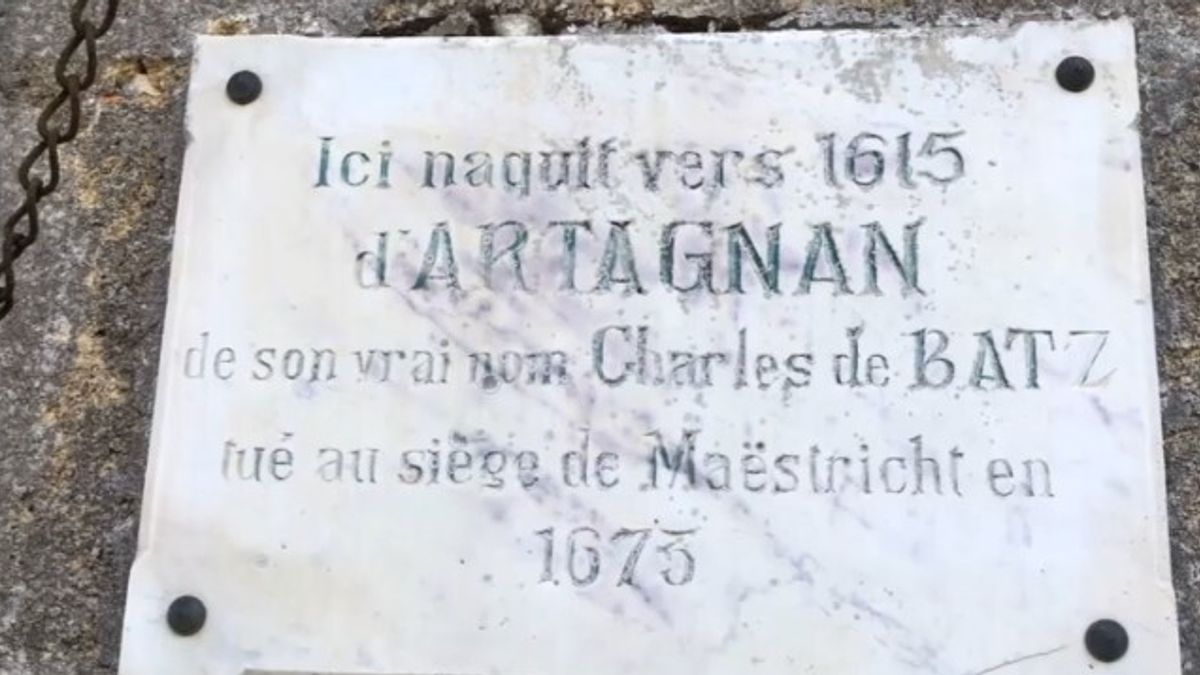 Ici naquit vers 1615
d'ARTAGNAN
de son vrai nom Charles de BATZ
tué au siège de Maëstricht en
1673